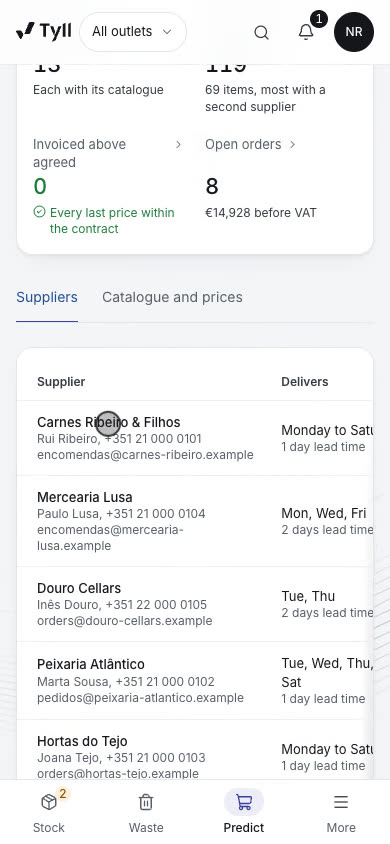 Tyll
All outlets
1
NR
13
119
Each with its catalogue
69 items, most with a
second supplier
Invoiced above
agreed
Open orders
0
8
Every last price within
the contract
€14,928 before VAT
Suppliers
Catalogue and prices
Supplier
Delivers
Carnes Ribeiro & Filhos
Rui Ribeiro, +351 21 000 0101
encomendas@carnes-ribeiro.example
Monday to Satu
1 day lead time
Mercearia Lusa
Paulo Lusa, +351 21 000 0104
encomendas@mercearia-
lusa.example
Mon, Wed, Fri
2 days lead time
Douro Cellars
Inês Douro, +351 22 000 0105
orders@douro-cellars.example
Tue, Thu
2 days lead time
Peixaria Atlântico
Marta Sousa, +351 21 000 0102
pedidos@peixaria-atlantico.example
Tue, Wed, Thu,
Sat
1 day lead time
Hortas do Tejo
Joana Tejo, +351 21 000 0103
orders@hortas-tejo.example
Monday to Satu
1 day lead time
2
Stock
Waste
Predict
More